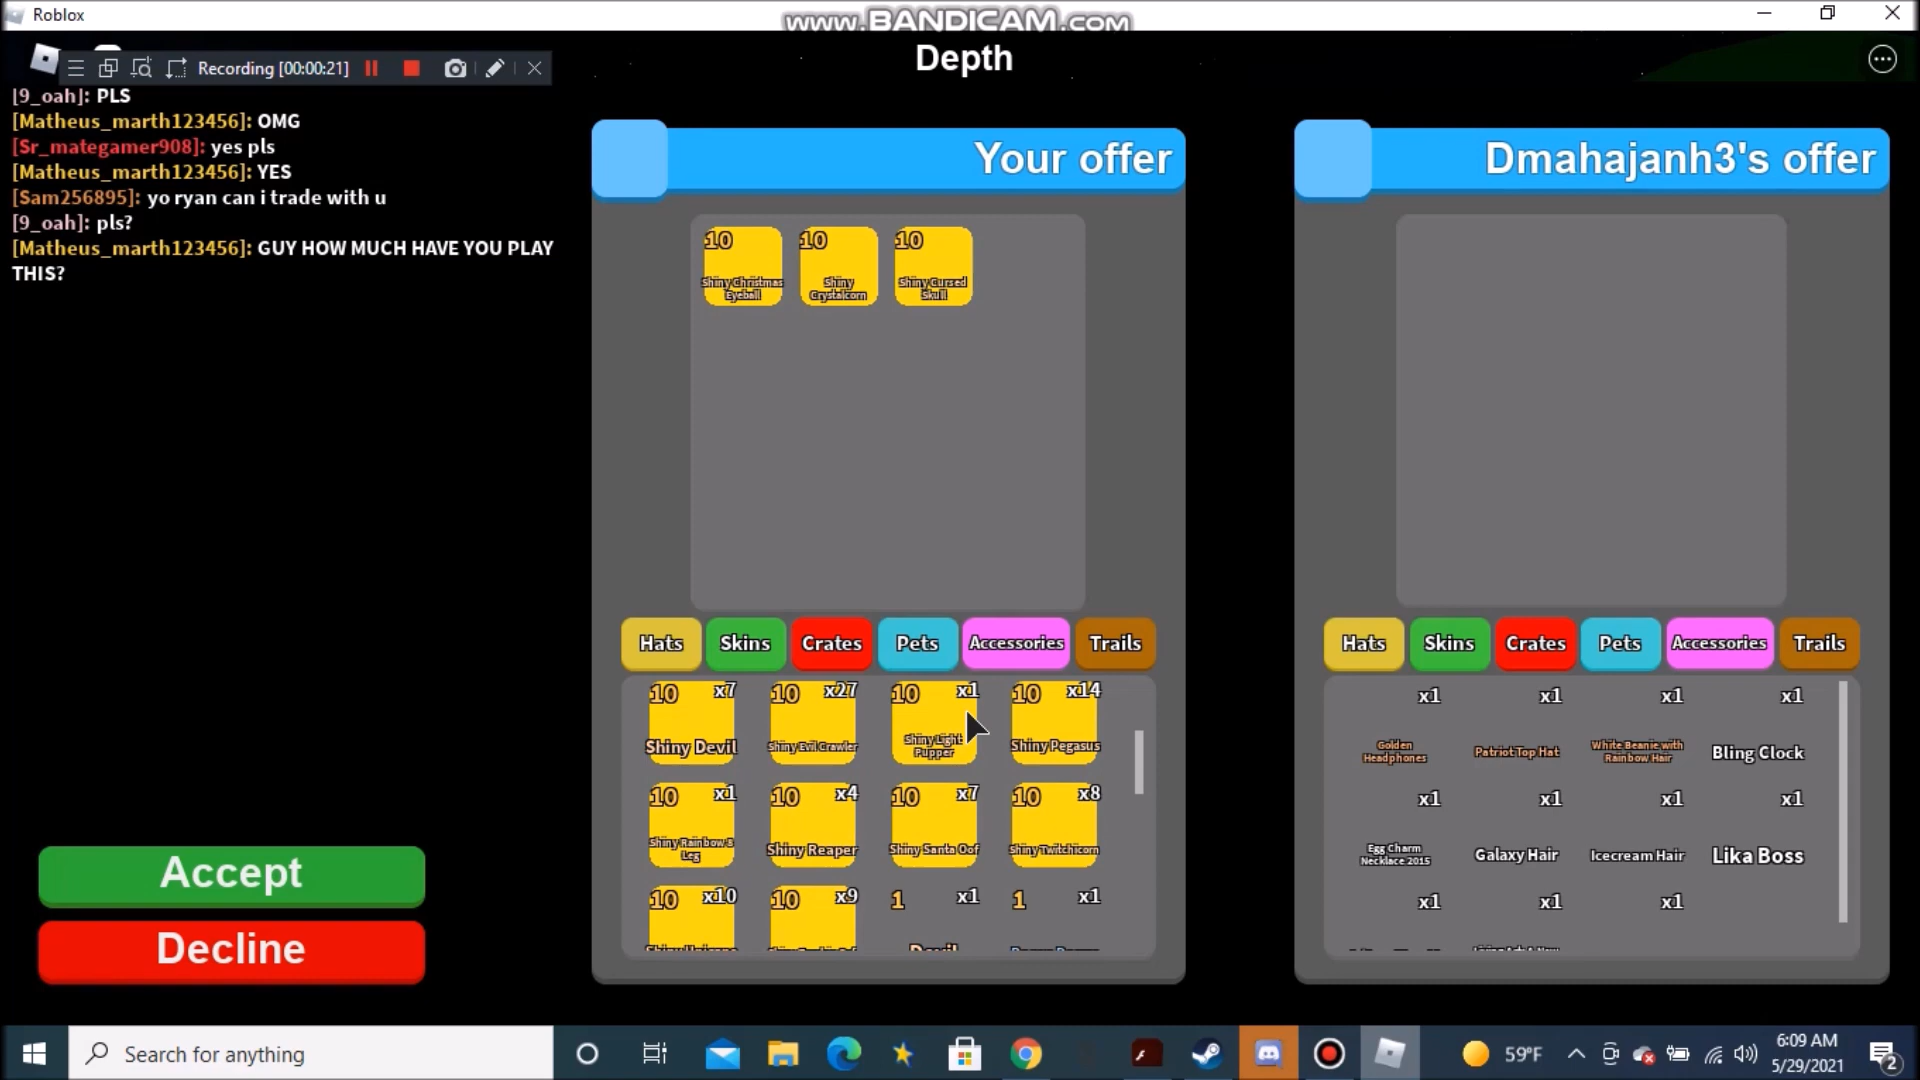 Roblox
www.BANDICAM.com
Recording [00:00:21]
Depth
[9_oah]: PLS
[Matheus_marth123456]: OMG
[Sr_mategamer908]: yes pls
[Matheus_marth123456]: YES
[Sam256895]: yo ryan can i trade with u
[9_oah]: pls?
[Matheus_marth123456]: GUY HOW MUCH HAVE YOU PLAY
THIS?
Your offer
10 10 10
Shiny Christmas Eyeball
Shiny Crystalcorn
Shiny Cursed Skull
Hats Skins Crates Pets Accessories Trails
10 x7 10 x27 10 x1 10 x14
Shiny Devil Shiny Evil Crawler Shiny Light Pupper Shiny Pegasus
10 x1 10 x4 10 x7 10 x8
Shiny Rainbow 8 Leg Shiny Reaper Shiny Santa Oof Shiny Twitchicorn
10 x10 10 x9 1 x1 1 x1
Devil
Dmahajanh3's offer
Hats Skins Crates Pets Accessories Trails
x1 x1 x1 x1
Golden Headphones Patriot Top Hat White Beanie with Rainbow Hair Bling Clock
x1 x1 x1 x1
Egg Charm Necklace 2015 Galaxy Hair Icecream Hair Lika Boss
x1 x1 x1
Accept
Decline
Search for anything
59°F
6:09 AM
5/29/2021
2